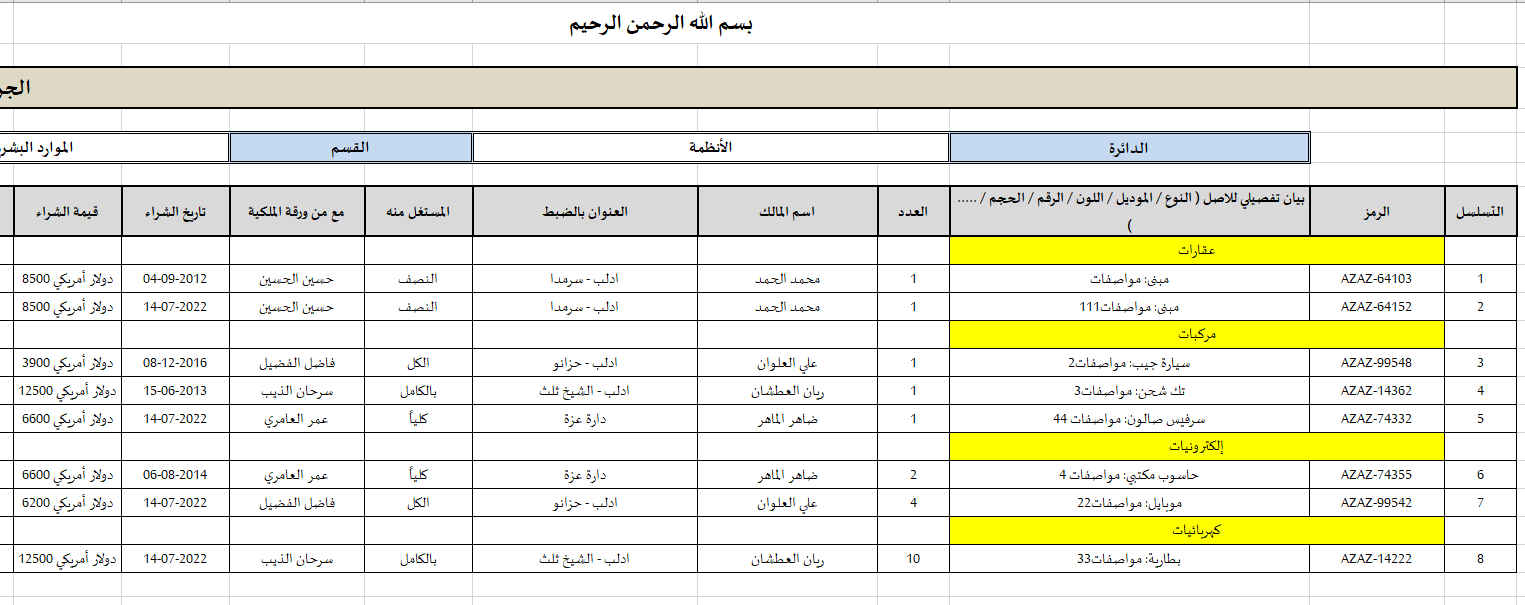 بسم الله الرحمن الرحيم
الدائرة الأنظمة القسم
التسلسل الرمز بيان تفصيلي للاصل ( النوع / الموديل / اللون / الرقم / الحجم / ..... ) العدد اسم المالك العنوان بالضبط المستغل منه مع من ورقة الملكية تاريخ الشراء قيمة الشراء
عقارات
1 AZAZ-64103 مبنى: مواصفات 1 محمد الحمد ادلب - سرمدا النصف حسين الحسين 04-09-2012 8500 دولار أمريكي
2 AZAZ-64152 مبنى: مواصفات111 1 محمد الحمد ادلب - سرمدا النصف حسين الحسين 14-07-2022 8500 دولار أمريكي
مركبات
3 AZAZ-99548 سيارة جيب: مواصفات2 1 علي العلوان ادلب - حزانو الكل فاضل الفضيل 08-12-2016 3900 دولار أمريكي
4 AZAZ-14362 تك شحن: مواصفات3 1 ريان العطشان ادلب - الشيخ ثلث بالكامل سرحان الذيب 15-06-2013 12500 دولار أمريكي
5 AZAZ-74332 سرفيس صالون: مواصفات 44 1 ضاهر الماهر دارة عزة كلياً عمر العامري 14-07-2022 6600 دولار أمريكي
إلكترونيات
6 AZAZ-74355 حاسوب مكتبي: مواصفات 4 2 ضاهر الماهر دارة عزة كلياً عمر العامري 06-08-2014 6600 دولار أمريكي
7 AZAZ-99542 موبايل: مواصفات22 4 علي العلوان ادلب - حزانو الكل فاضل الفضيل 14-07-2022 6200 دولار أمريكي
كهربائيات
8 AZAZ-14222 بطارية: مواصفات33 10 ريان العطشان ادلب - الشيخ ثلث بالكامل سرحان الذيب 14-07-2022 12500 دولار أمريكي